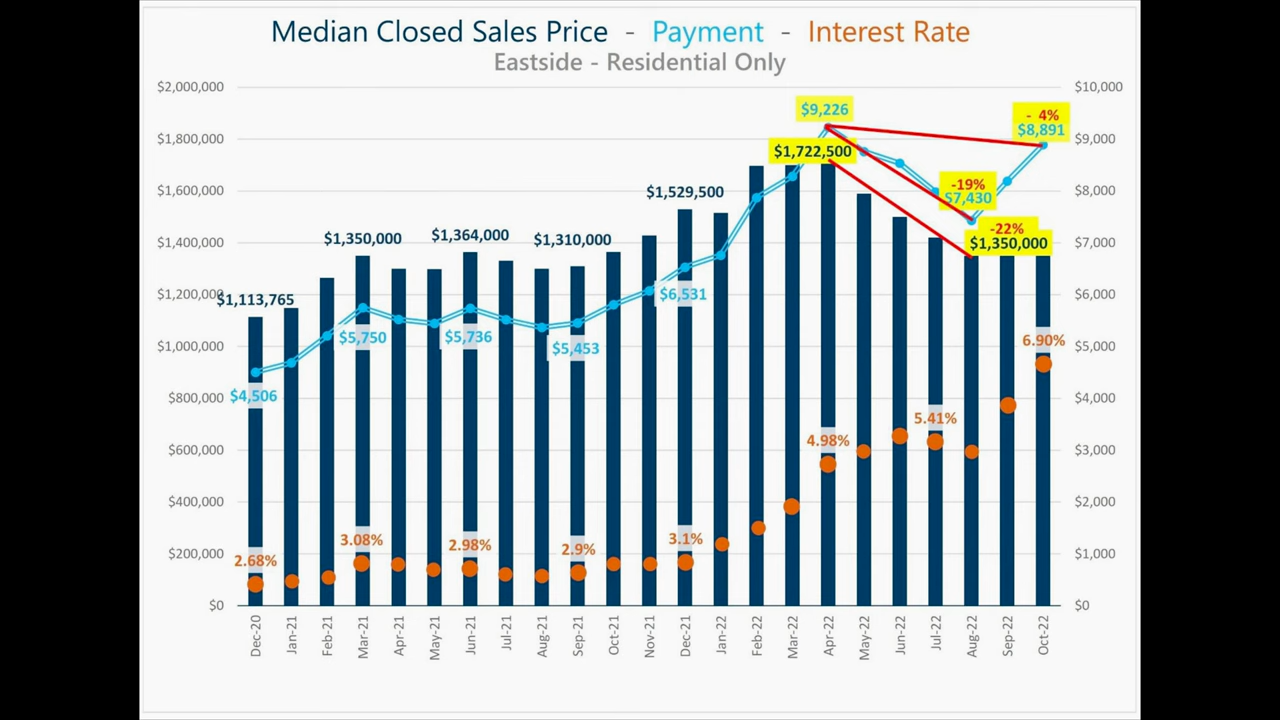 Median Closed Sales Price - Payment - Interest Rate
Eastside - Residential Only
$2,000,000
$1,800,000
$1,600,000
$1,400,000
$1,200,000
$1,000,000
$800,000
$600,000
$400,000
$200,000
$0
$10,000
$9,000
$8,000
$7,000
$6,000
$5,000
$4,000
$3,000
$2,000
$1,000
$0
$1,113,765
$1,350,000
$1,364,000
$1,310,000
$1,529,500
$1,722,500
-22%
$1,350,000
$4,506
$5,750
$5,736
$5,453
$6,531
$9,226
-19%
$7,430
- 4%
$8,891
2.68%
3.08%
2.98%
2.9%
3.1%
4.98%
5.41%
6.90%
Dec-20
Jan-21
Feb-21
Mar-21
Apr-21
May-21
Jun-21
Jul-21
Aug-21
Sep-21
Oct-21
Nov-21
Dec-21
Jan-22
Feb-22
Mar-22
Apr-22
May-22
Jun-22
Jul-22
Aug-22
Sep-22
Oct-22